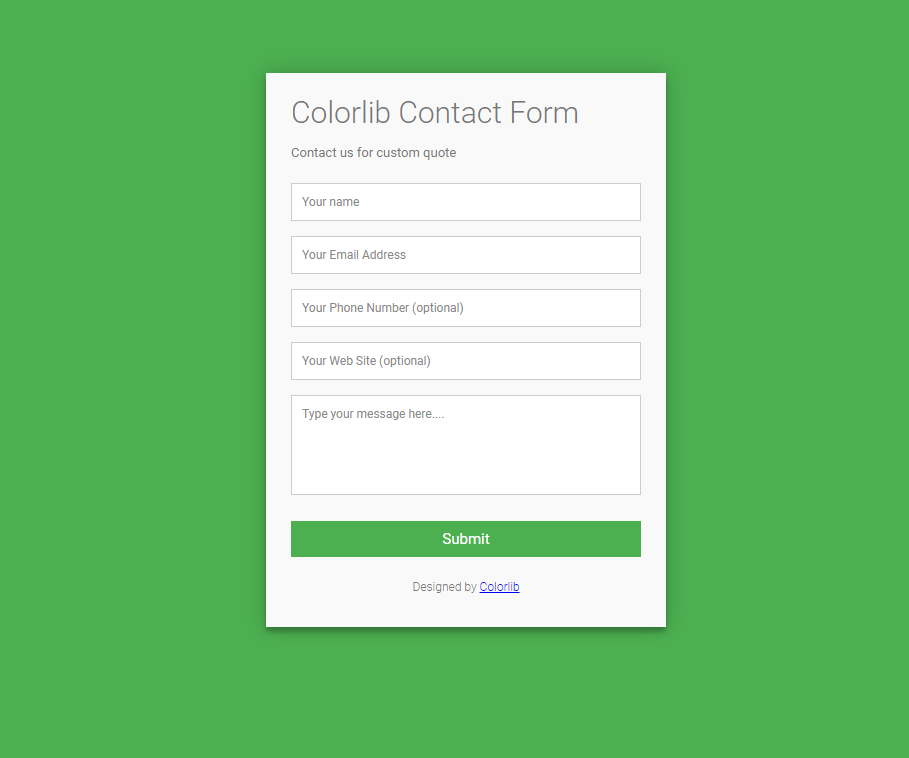 Colorlib Contact Form
Contact us for custom quote
Your name
Your Email Address
Your Phone Number (optional)
Your Web Site (optional)
Type your message here....
Submit
Designed by Colorlib